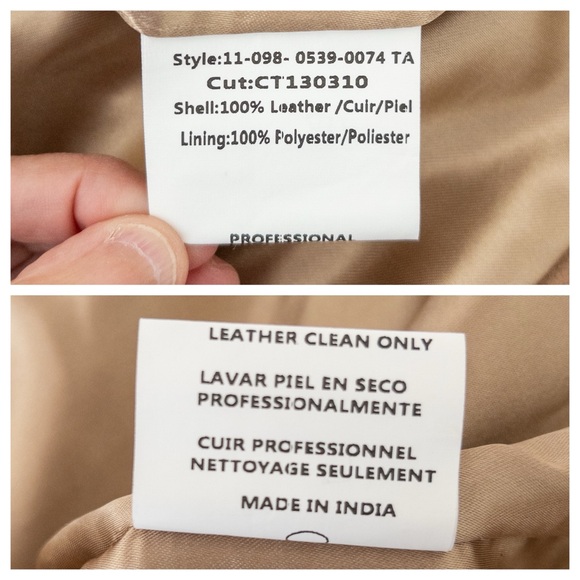 Style:11-098- 0539-0074 TA
Cut:CT130310
Shell:100% Leather /Cuir/Piel
Lining:100% Polyester/Poliester
PROFESSIONAL
LEATHER CLEAN ONLY
LAVAR PIEL EN SECO
PROFESSIONALMENTE
CUIR PROFESSIONNEL
NETTOYAGE SEULEMENT
MADE IN INDIA